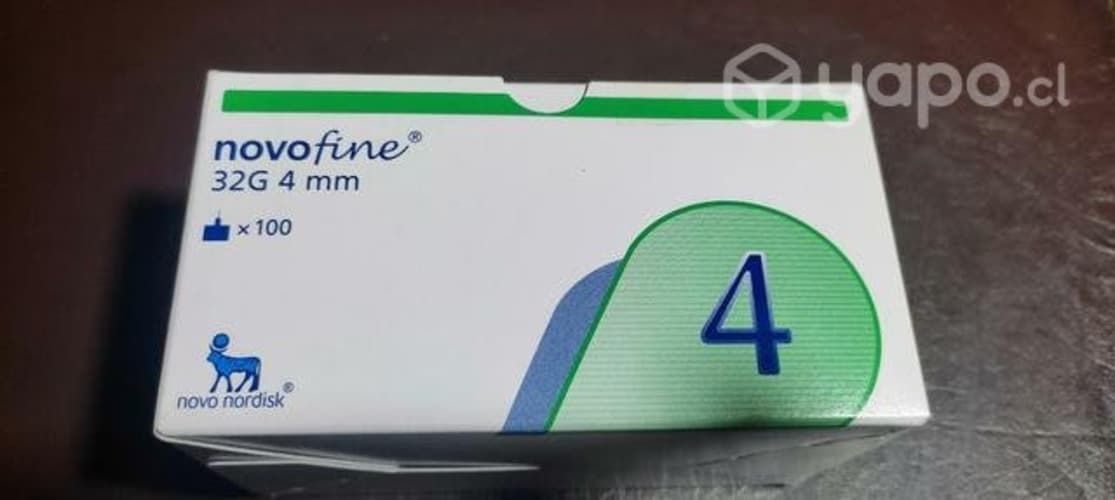 yapo.cl
novofine®
32G 4 mm
× 100
4
novo nordisk®